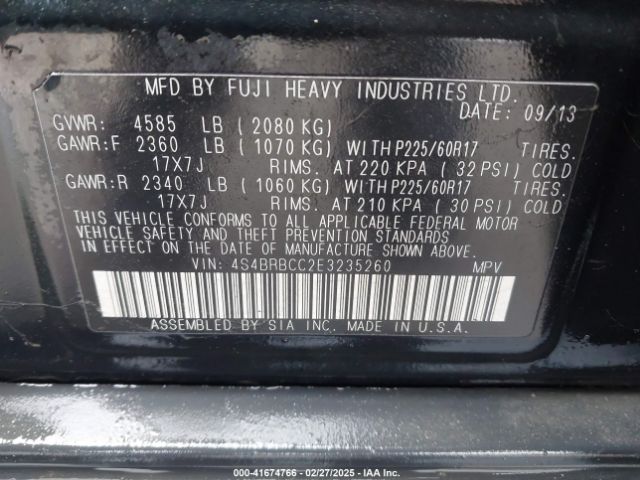 MFD BY FUJI HEAVY INDUSTRIES LTD.
DATE: 09/13
GVWR: 4585 LB ( 2080 KG)
GAWR:F 2360 LB ( 1070 KG) WITH P225/60R17 TIRES.
17X7J RIMS. AT 220 KPA ( 32 PSI) COLD
GAWR:R 2340 LB ( 1060 KG) WITH P225/60R17 TIRES.
17X7J RIMS. AT 210 KPA ( 30 PSI) COLD
THIS VEHICLE CONFORMS TO ALL APPLICABLE FEDERAL MOTOR
VEHICLE SAFETY AND THEFT PREVENTION STANDARDS
IN EFFECT ON THE DATE OF MANUFACTURE SHOWN ABOVE.
VIN: 4S4BRBCC2E3235260 MPV
ASSEMBLED BY SIA INC. MADE IN U.S.A.
000-41674766 - 02/27/2025 - IAA Inc.